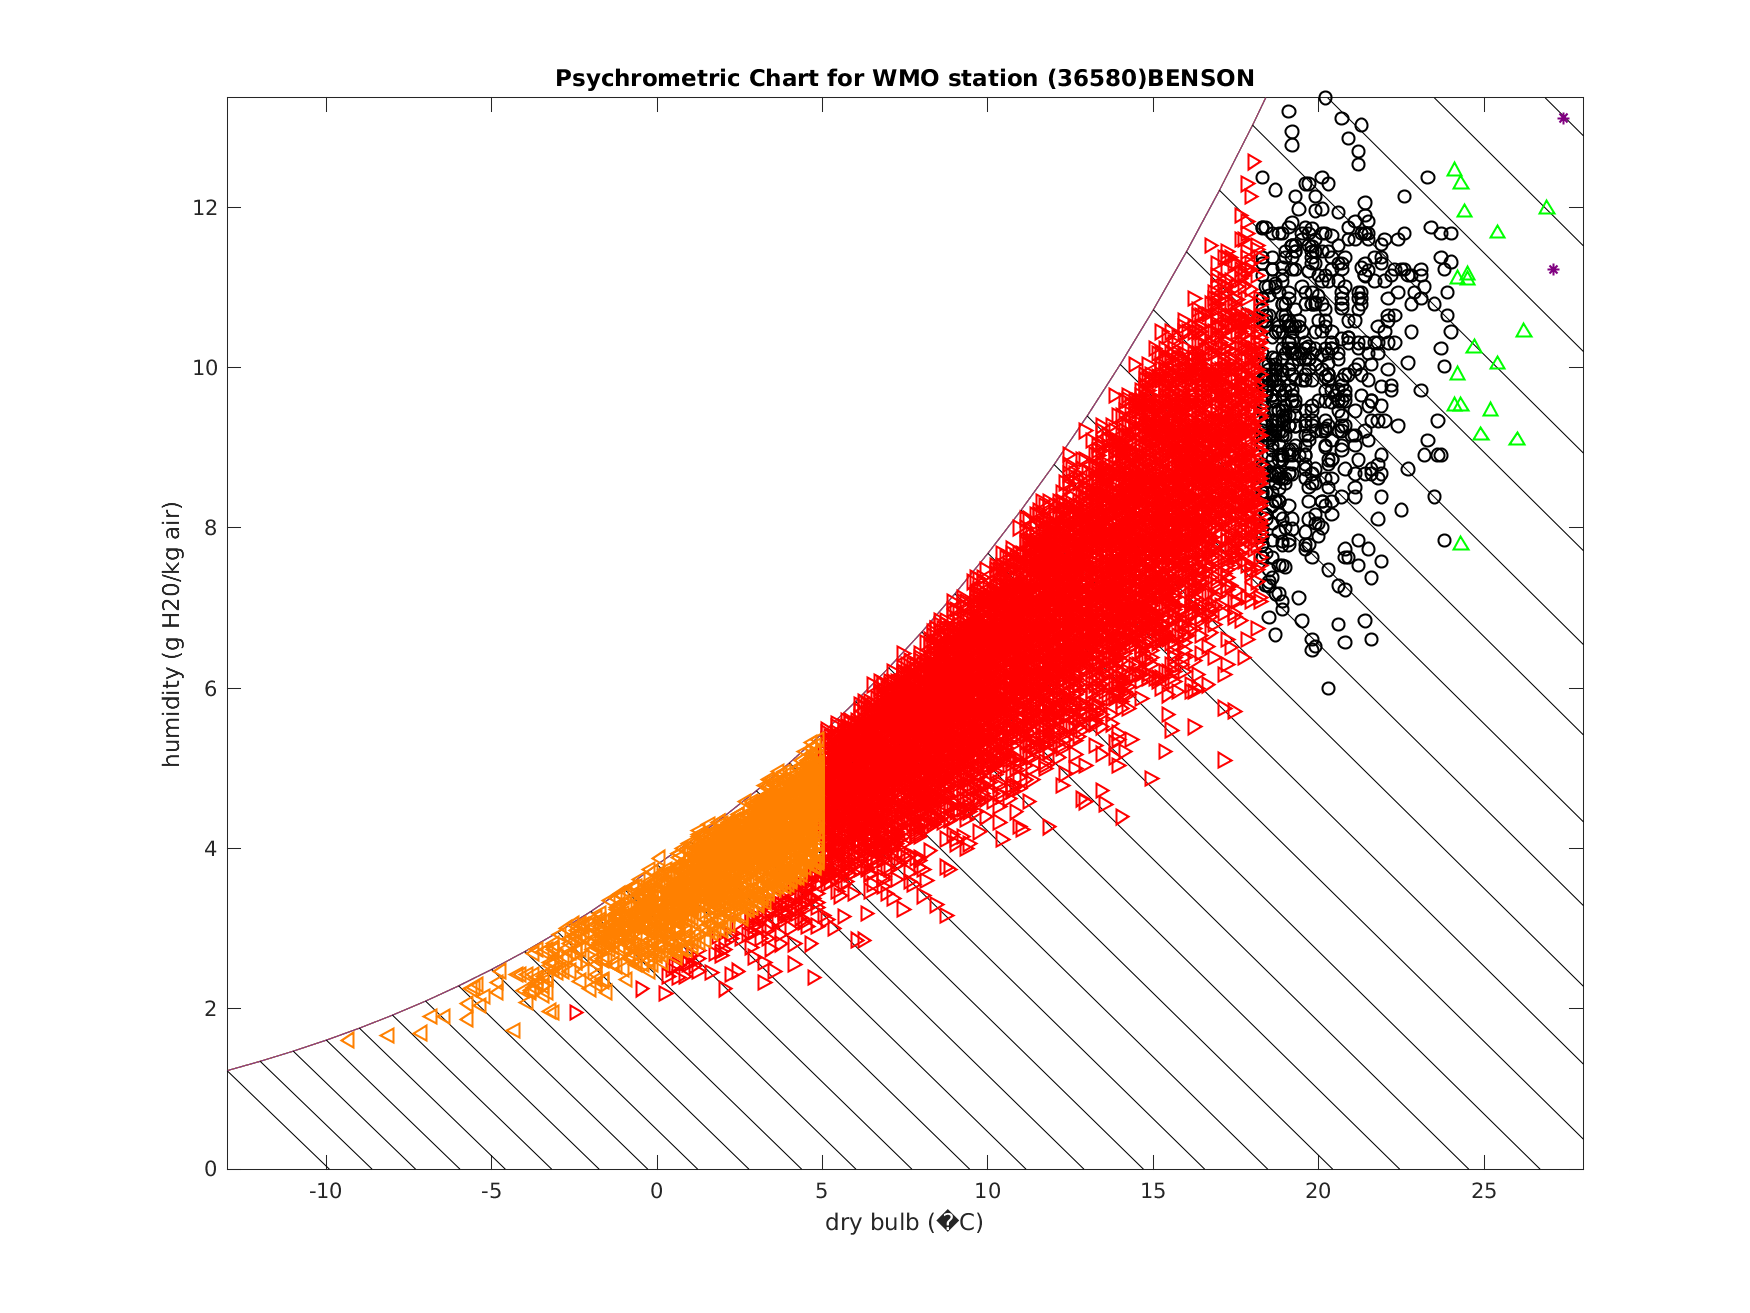 Psychrometric Chart for WMO station (36580)BENSON
humidity (g H20/kg air)
12
10
8
6
4
2
0
-10 -5 0 5 10 15 20 25
dry bulb (�C)